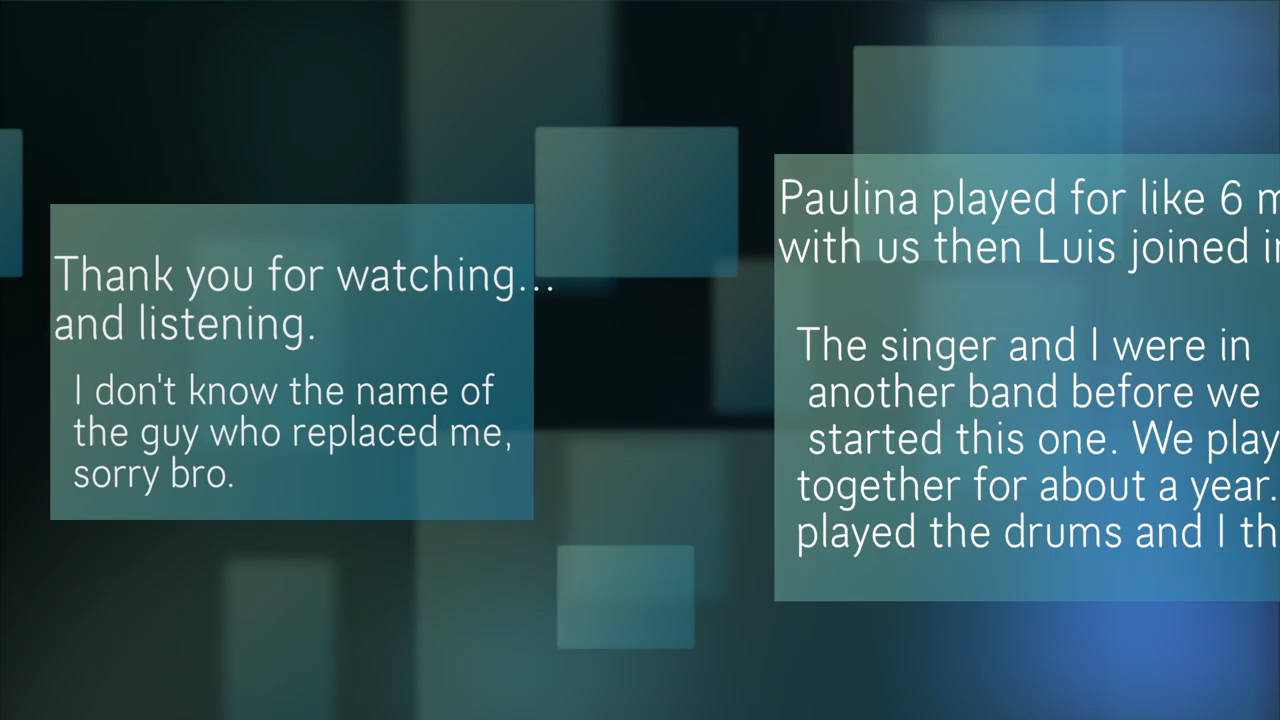 Thank you for watching...
and listening.
I don't know the name of
the guy who replaced me,
sorry bro.
Paulina played for like 6
with us then Luis joined
The singer and I were in
another band before we
started this one. We play
together for about a year.
played the drums and I